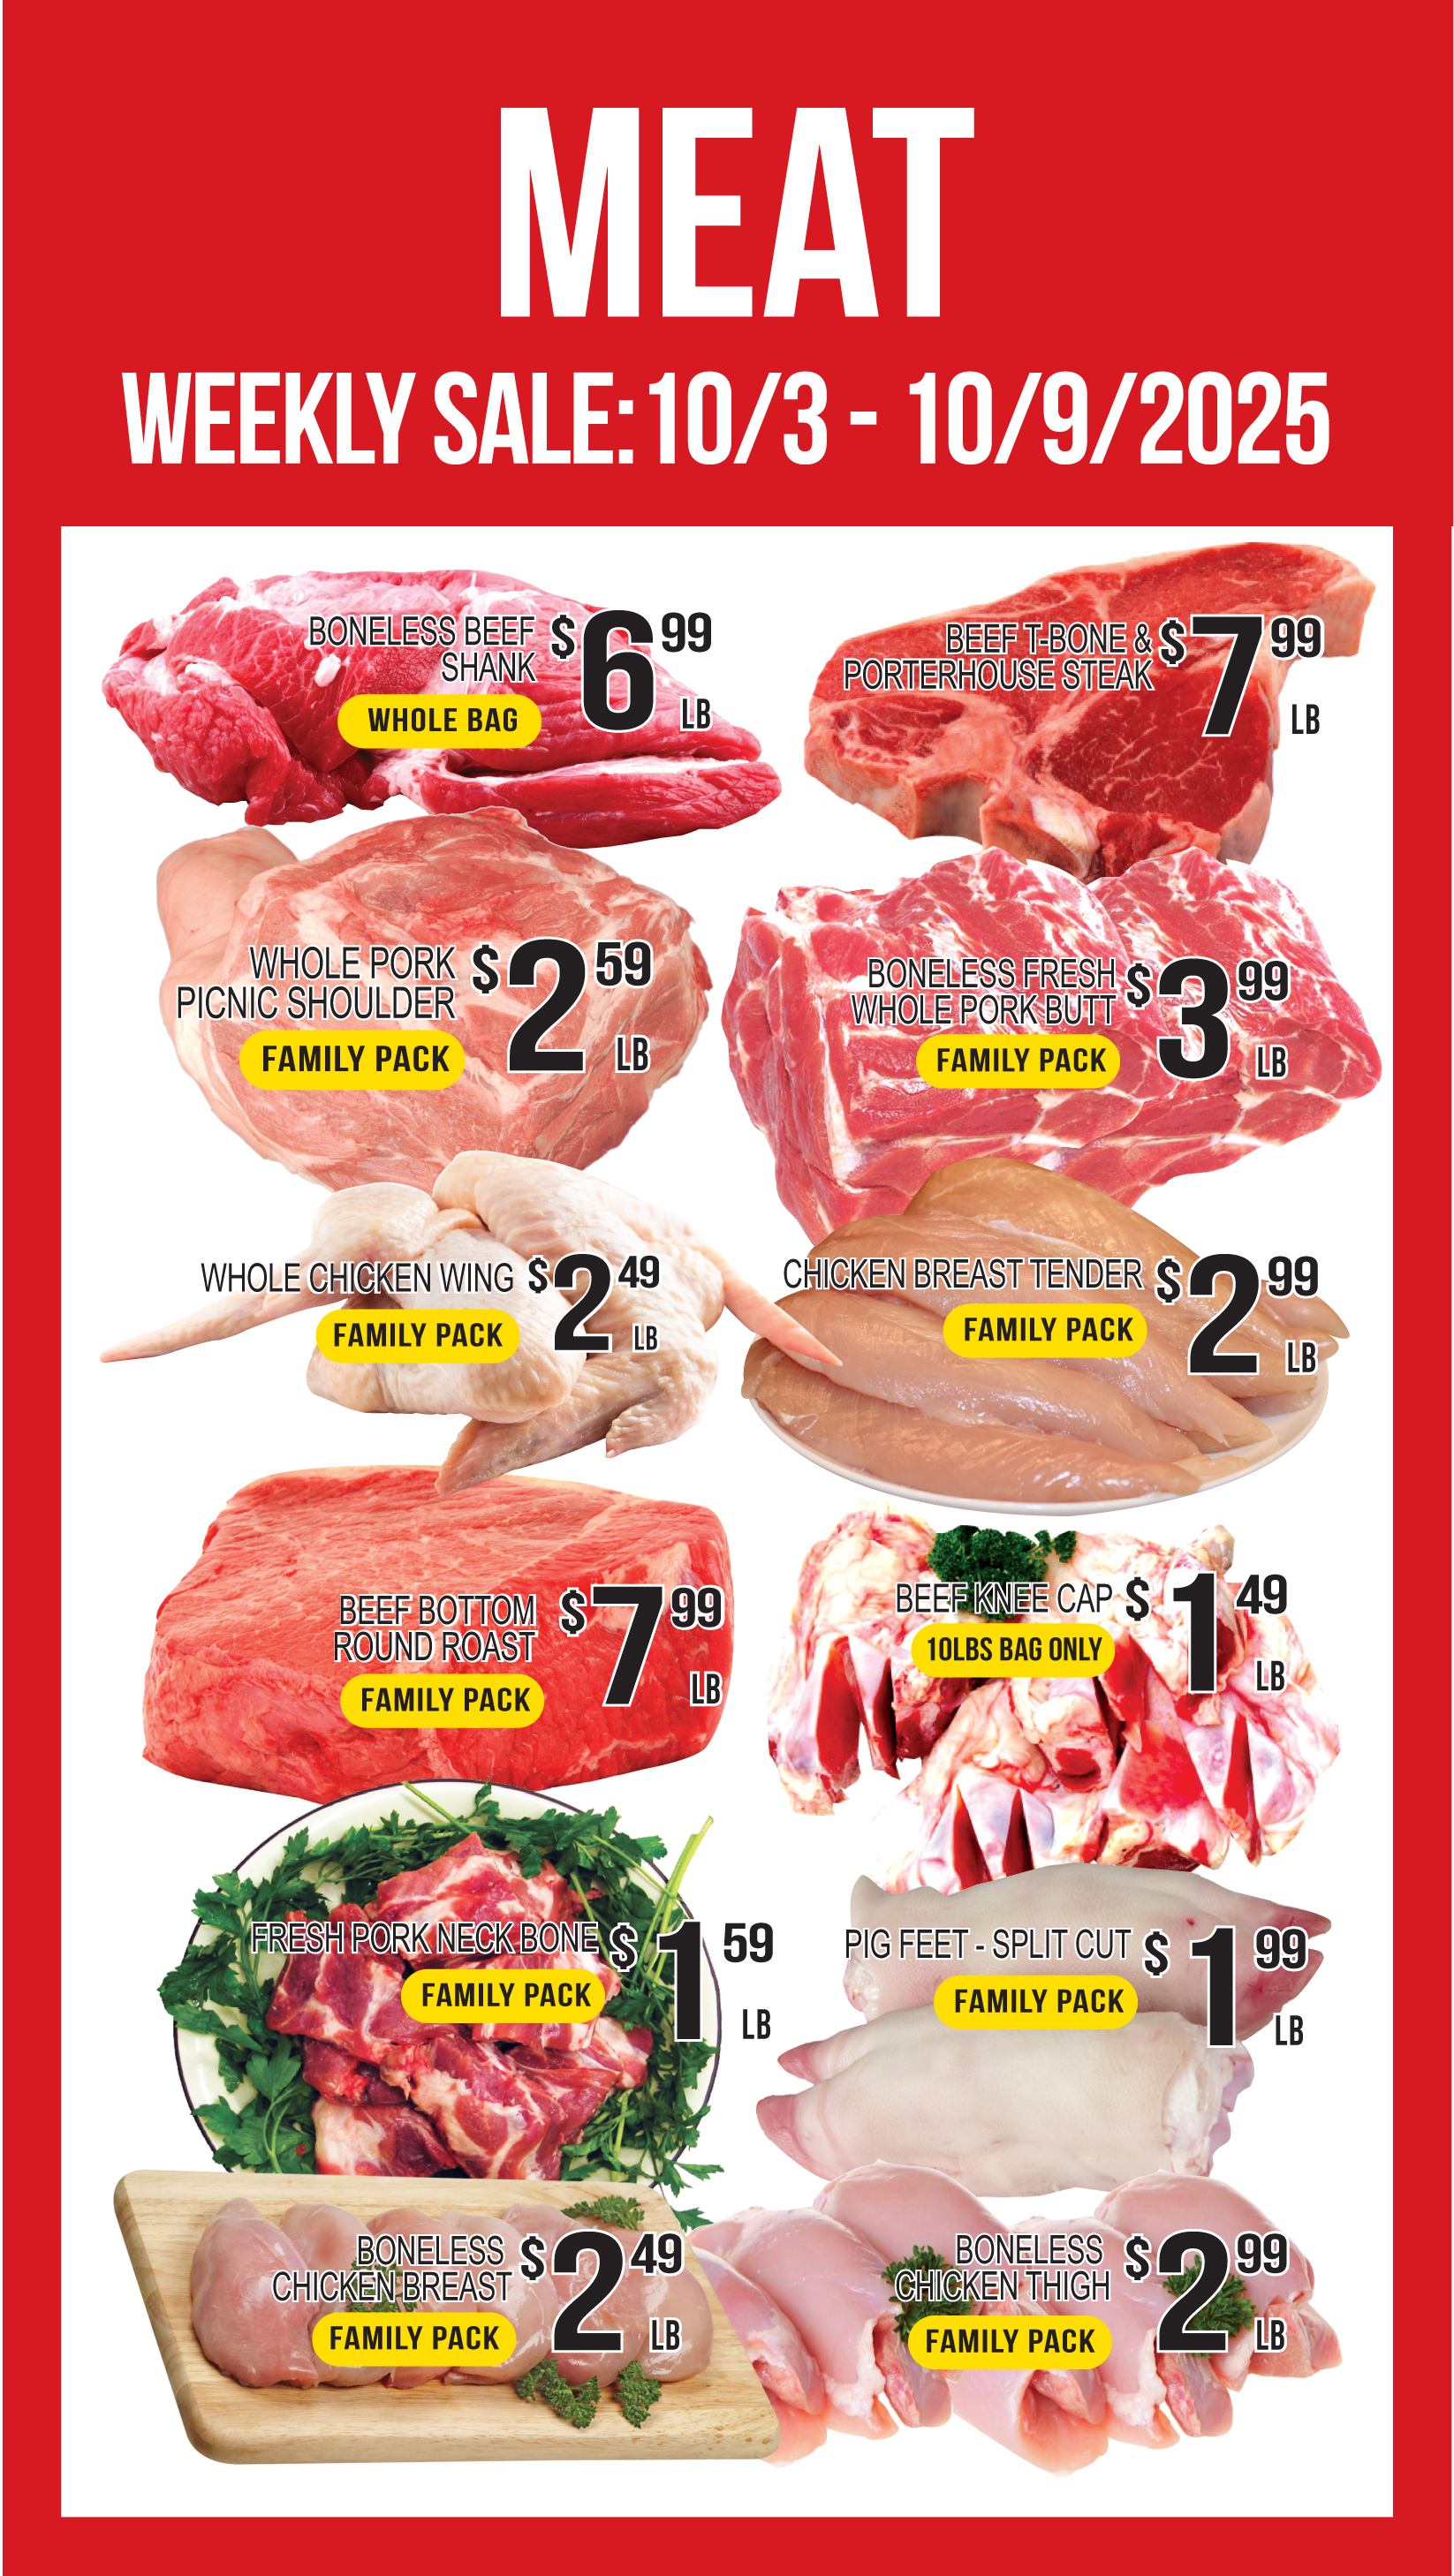 MEAT
WEEKLY SALE: 10/3 - 10/9/2025
BONELESS BEEF
SHANK
WHOLE BAG
$6 99
LB
BEEF T-BONE &
PORTERHOUSE STEAK
$7 99
LB
WHOLE PORK
PICNIC SHOULDER
FAMILY PACK
$2 59
LB
BONELESS FRESH
WHOLE PORK BUTT
FAMILY PACK
$3 99
LB
WHOLE CHICKEN WING
FAMILY PACK
$2 49
LB
CHICKEN BREAST TENDER
FAMILY PACK
$2 99
LB
BEEF BOTTOM
ROUND ROAST
FAMILY PACK
$7 99
LB
BEEF KNEE CAP
10LBS BAG ONLY
$1 49
LB
FRESH PORK NECK BONE
FAMILY PACK
$1 59
LB
PIG FEET - SPLIT CUT
FAMILY PACK
$1 99
LB
BONELESS
CHICKEN BREAST
FAMILY PACK
$2 49
LB
BONELESS
CHICKEN THIGH
FAMILY PACK
$2 99
LB